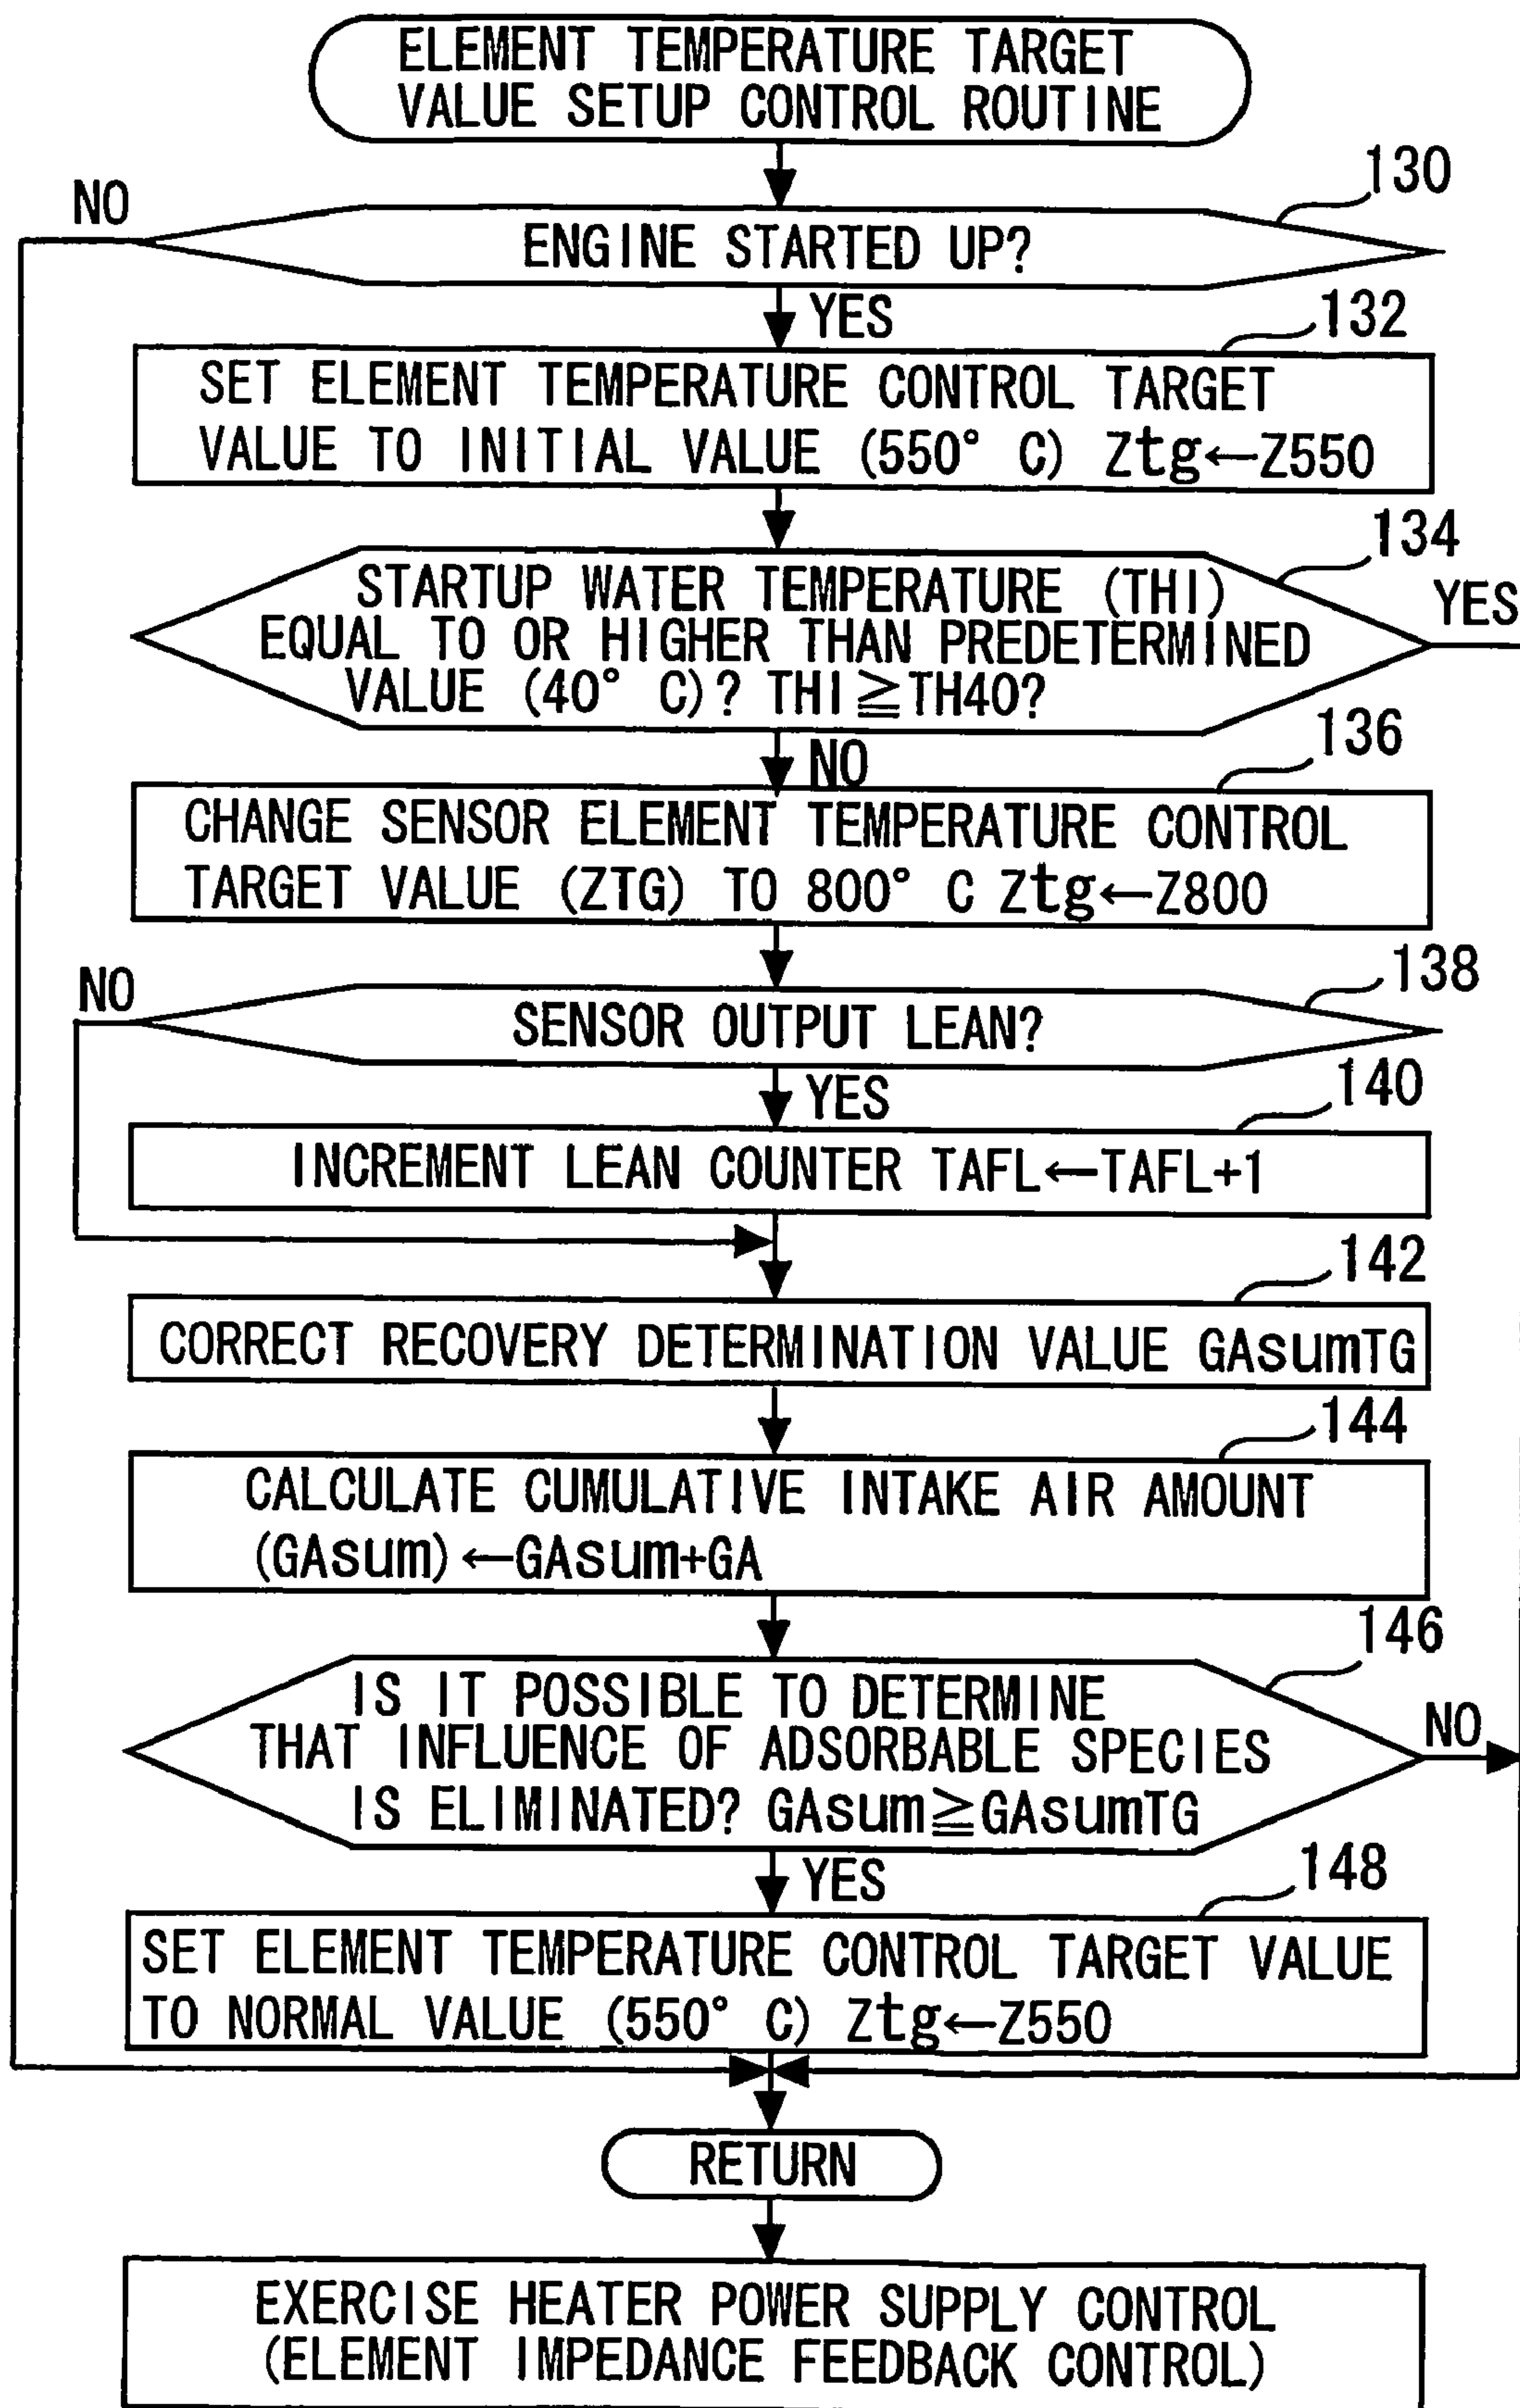 ELEMENT TEMPERATURE TARGET
VALUE SETUP CONTROL ROUTINE
130
NO
ENGINE STARTED UP?
YES
132
SET ELEMENT TEMPERATURE CONTROL TARGET
VALUE TO INITIAL VALUE (550° C) Ztg←Z550
134
STARTUP WATER TEMPERATURE (THI)
EQUAL TO OR HIGHER THAN PREDETERMINED
VALUE (40° C)? THI≧TH40?
YES
NO
136
CHANGE SENSOR ELEMENT TEMPERATURE CONTROL
TARGET VALUE (ZTG) TO 800° C Ztg←Z800
138
NO
SENSOR OUTPUT LEAN?
YES
140
INCREMENT LEAN COUNTER TAFL←TAFL+1
142
CORRECT RECOVERY DETERMINATION VALUE GAsumTG
144
CALCULATE CUMULATIVE INTAKE AIR AMOUNT
(GAsum)←GAsum+GA
146
IS IT POSSIBLE TO DETERMINE
THAT INFLUENCE OF ADSORBABLE SPECIES
IS ELIMINATED? GAsum≧GAsumTG
NO
YES
148
SET ELEMENT TEMPERATURE CONTROL TARGET VALUE
TO NORMAL VALUE (550° C) Ztg←Z550
RETURN
EXERCISE HEATER POWER SUPPLY CONTROL
(ELEMENT IMPEDANCE FEEDBACK CONTROL)